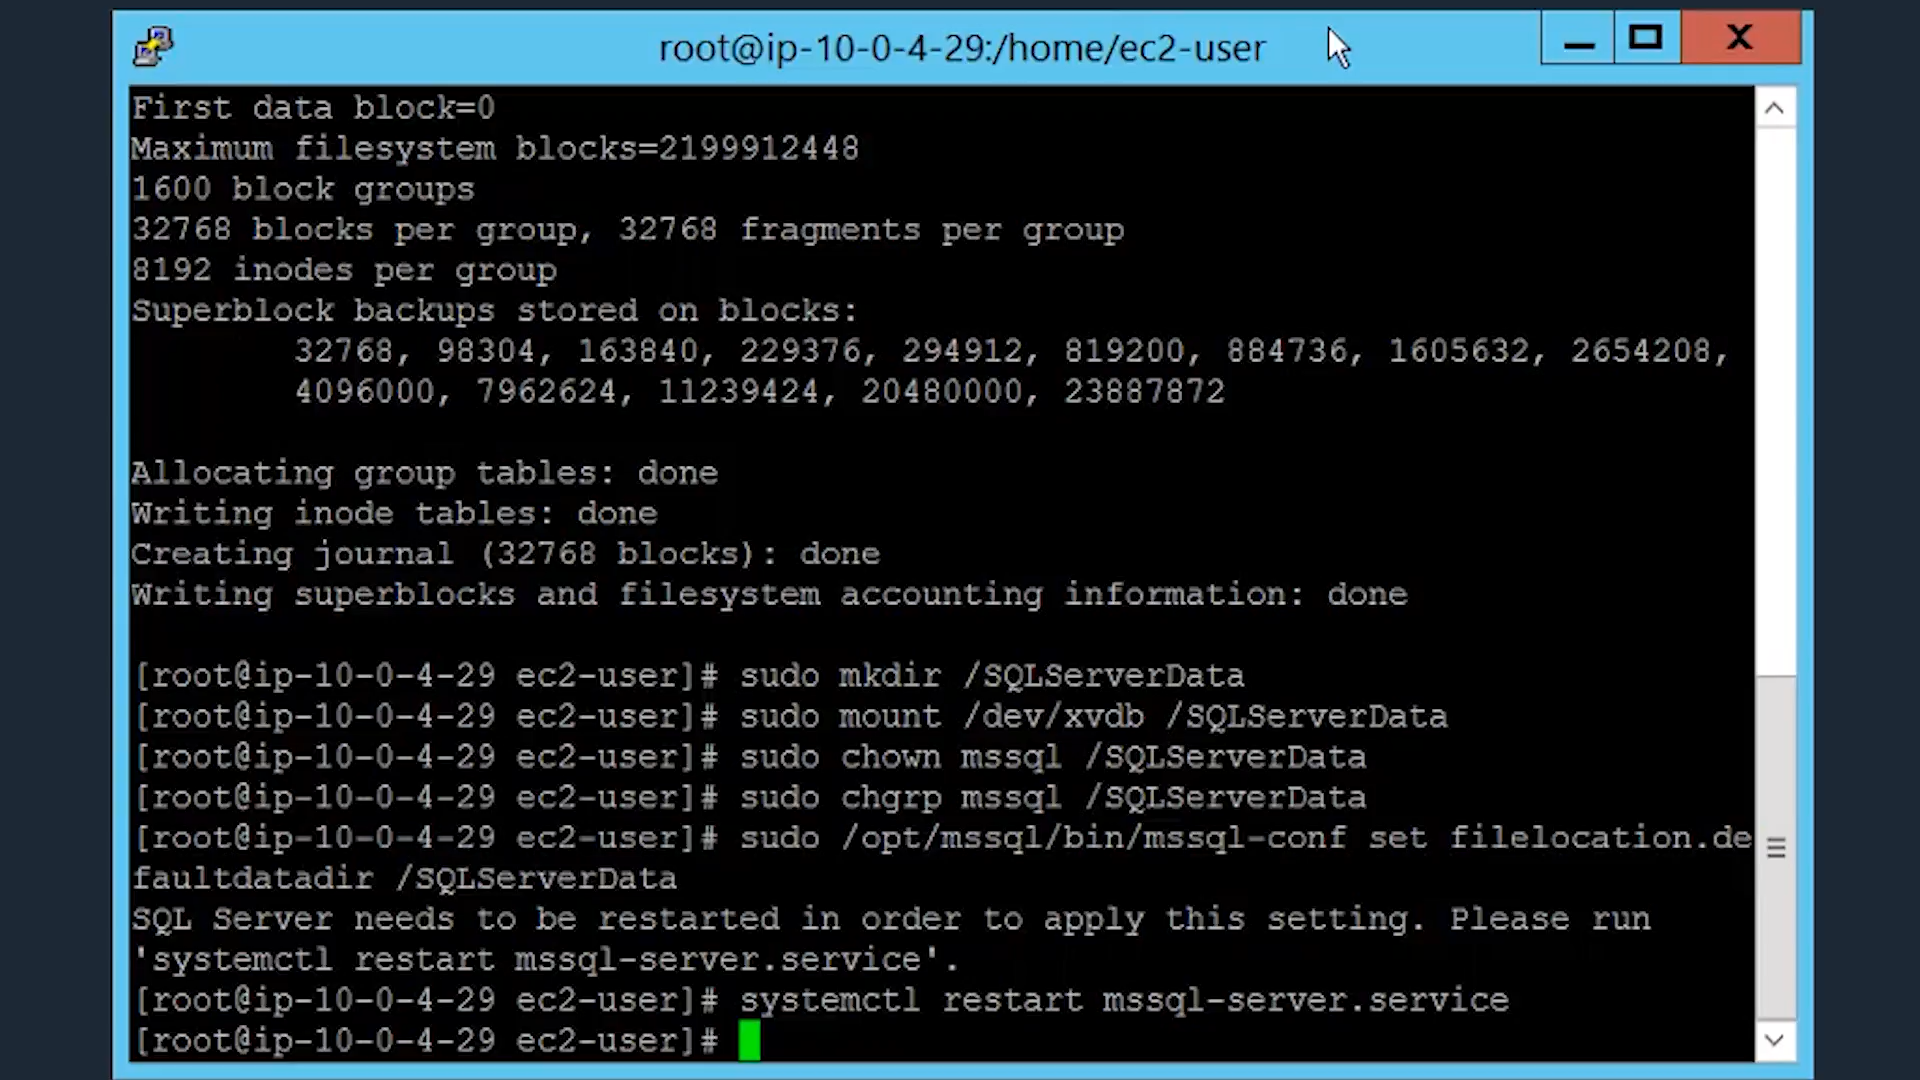 root@ip-10-0-4-29:/home/ec2-user
First data block=0
Maximum filesystem blocks=2199912448
1600 block groups
32768 blocks per group, 32768 fragments per group
8192 inodes per group
Superblock backups stored on blocks:
32768, 98304, 163840, 229376, 294912, 819200, 884736, 1605632, 2654208,
4096000, 7962624, 11239424, 20480000, 23887872
Allocating group tables: done
Writing inode tables: done
Creating journal (32768 blocks): done
Writing superblocks and filesystem accounting information: done
[root@ip-10-0-4-29 ec2-user]# sudo mkdir /SQLServerData
[root@ip-10-0-4-29 ec2-user]# sudo mount /dev/xvdb /SQLServerData
[root@ip-10-0-4-29 ec2-user]# sudo chown mssql /SQLServerData
[root@ip-10-0-4-29 ec2-user]# sudo chgrp mssql /SQLServerData
[root@ip-10-0-4-29 ec2-user]# sudo /opt/mssql/bin/mssql-conf set filelocation.de
faultdatadir /SQLServerData
SQL Server needs to be restarted in order to apply this setting. Please run
'systemctl restart mssql-server.service'.
[root@ip-10-0-4-29 ec2-user]# systemctl restart mssql-server.service
[root@ip-10-0-4-29 ec2-user]#